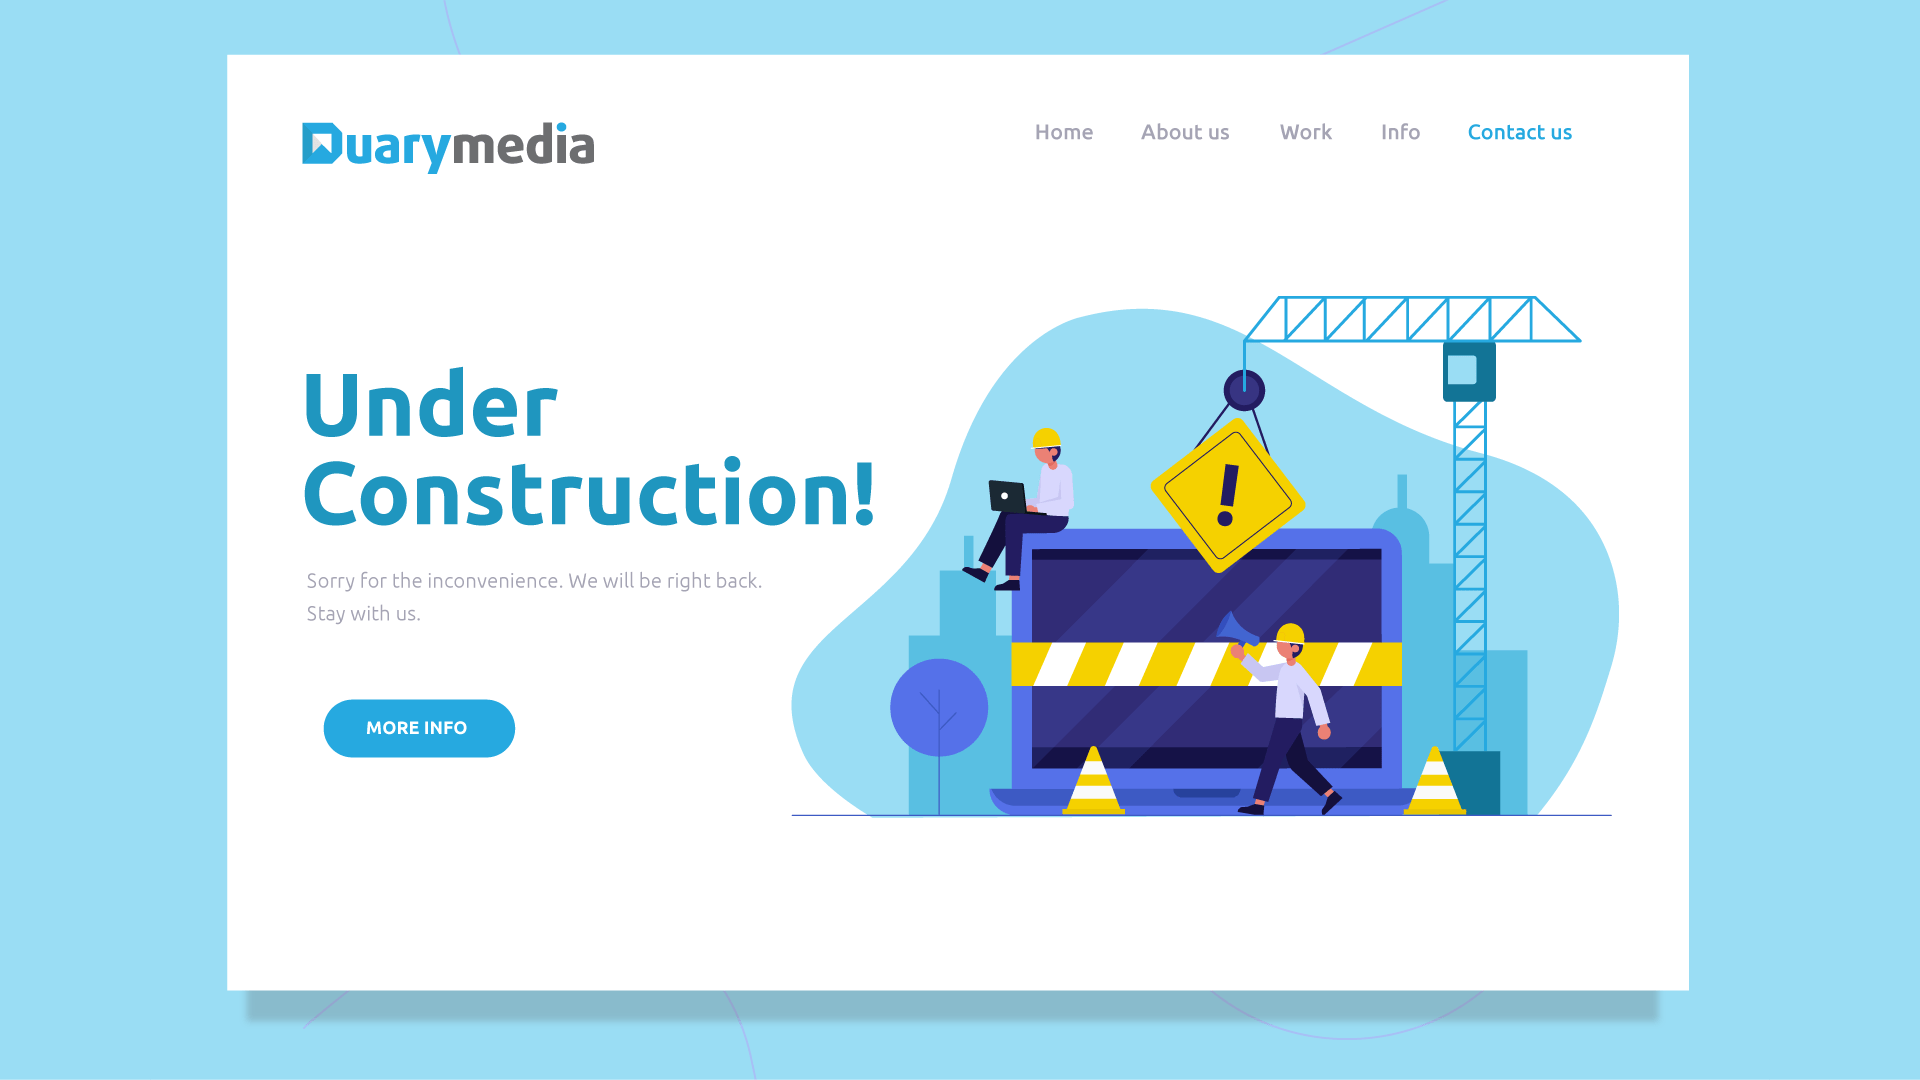 Duarymedia
Home About us Work Info Contact us
Under
Construction!
Sorry for the inconvenience. We will be right back.
Stay with us.
MORE INFO
!